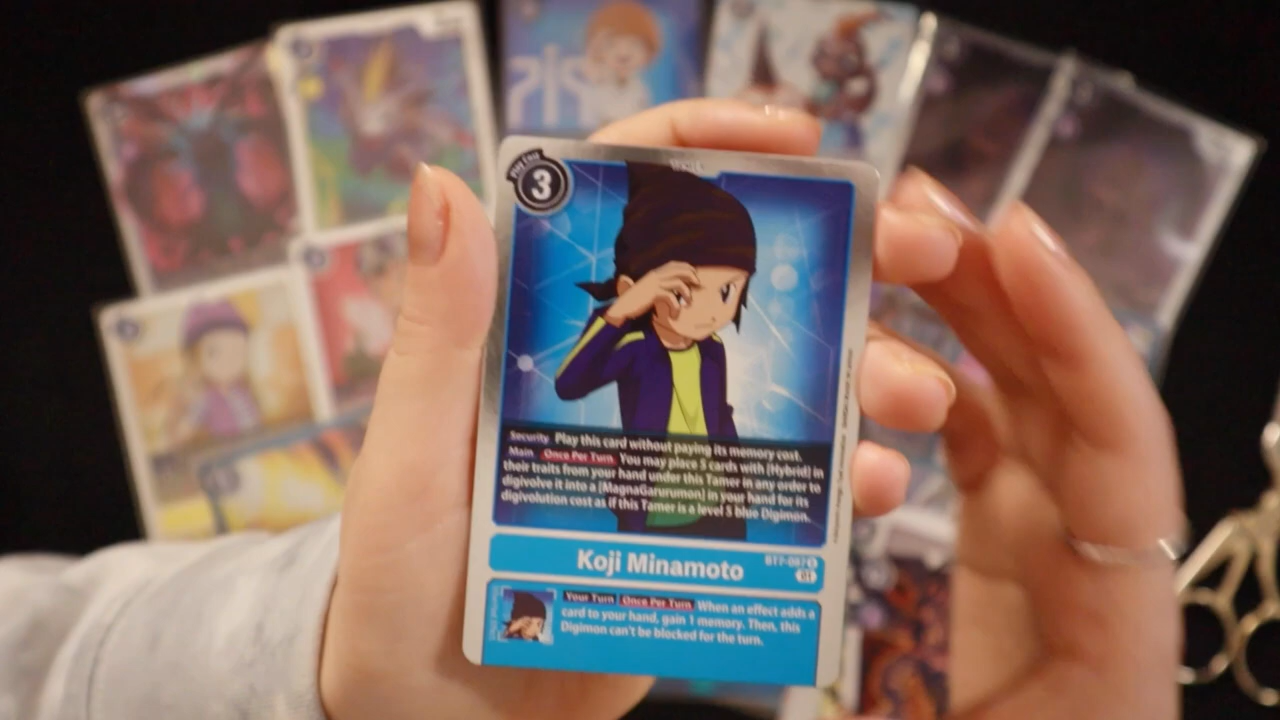 PLAY COST
3
Security Play this card without paying its memory cost.
Main Once Per Turn You may place 5 cards with [Hybrid] in
their traits from your hand under this Tamer in any order to
digivolve it into a [MagnaGarurumon] in your hand for its
digivolution cost as if this Tamer is a level 5 blue Digimon.
Koji Minamoto
BT7-087
Your Turn Once Per Turn When an effect adds a
card to your hand, gain 1 memory. Then, this
Digimon can't be blocked for the turn.